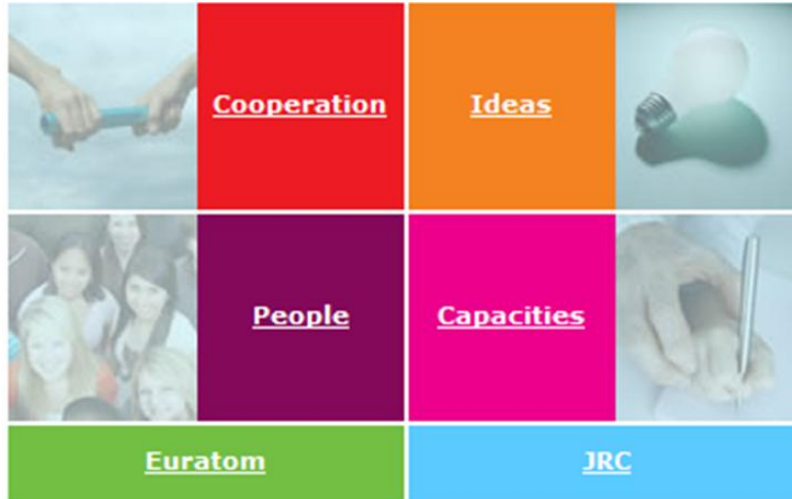 Cooperation
Ideas
People
Capacities
Euratom
JRC